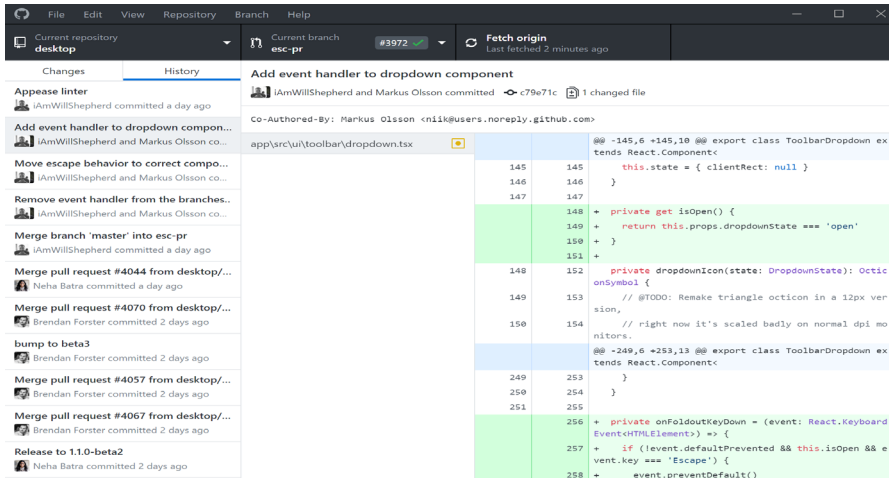 File Edit View Repository Branch Help
Current repository
desktop
Current branch
esc-pr
#3972
Fetch origin
Last fetched 2 minutes ago
Changes History
Appease linter
iAmWillShepherd committed a day ago
Add event handler to dropdown compon...
iAmWillShepherd and Markus Olsson co...
Move escape behavior to correct compo...
iAmWillShepherd and Markus Olsson co...
Remove event handler from the branches..
iAmWillShepherd and Markus Olsson co...
Merge branch 'master' into esc-pr
iAmWillShepherd committed a day ago
Merge pull request #4044 from desktop/...
Neha Batra committed a day ago
Merge pull request #4070 from desktop/...
Brendan Forster committed 2 days ago
bump to beta3
Brendan Forster committed 2 days ago
Merge pull request #4057 from desktop/...
Brendan Forster committed 2 days ago
Merge pull request #4067 from desktop/...
Brendan Forster committed 2 days ago
Release to 1.1.0-beta2
Neha Batra committed 2 days ago
Add event handler to dropdown component
iAmWillShepherd and Markus Olsson committed c79e71c 1 changed file
Co-Authored-By: Markus Olsson <niik@users.noreply.github.com>
app\src\ui\toolbar\dropdown.tsx
@@ -145,6 +145,10 @@ export class ToolbarDropdown ex
tends React.Component<
145 145 this.state = { clientRect: null }
146 146 }
147 147
148 + private get isOpen() {
149 + return this.props.dropdownState === 'open'
150 + }
151 +
148 152 private dropdownIcon(state: DropdownState): Octic
onSymbol {
149 153 // @TODO: Remake triangle octicon in a 12px ver
sion,
150 154 // right now it's scaled badly on normal dpi mo
nitors.
@@ -249,6 +253,13 @@ export class ToolbarDropdown ex
tends React.Component<
249 253 }
250 254 }
251 255
256 + private onFoldoutKeyDown = (event: React.Keyboard
Event<HTMLElement>) => {
257 + if (!event.defaultPrevented && this.isOpen && e
vent.key === 'Escape') {
258 + event.preventDefault()